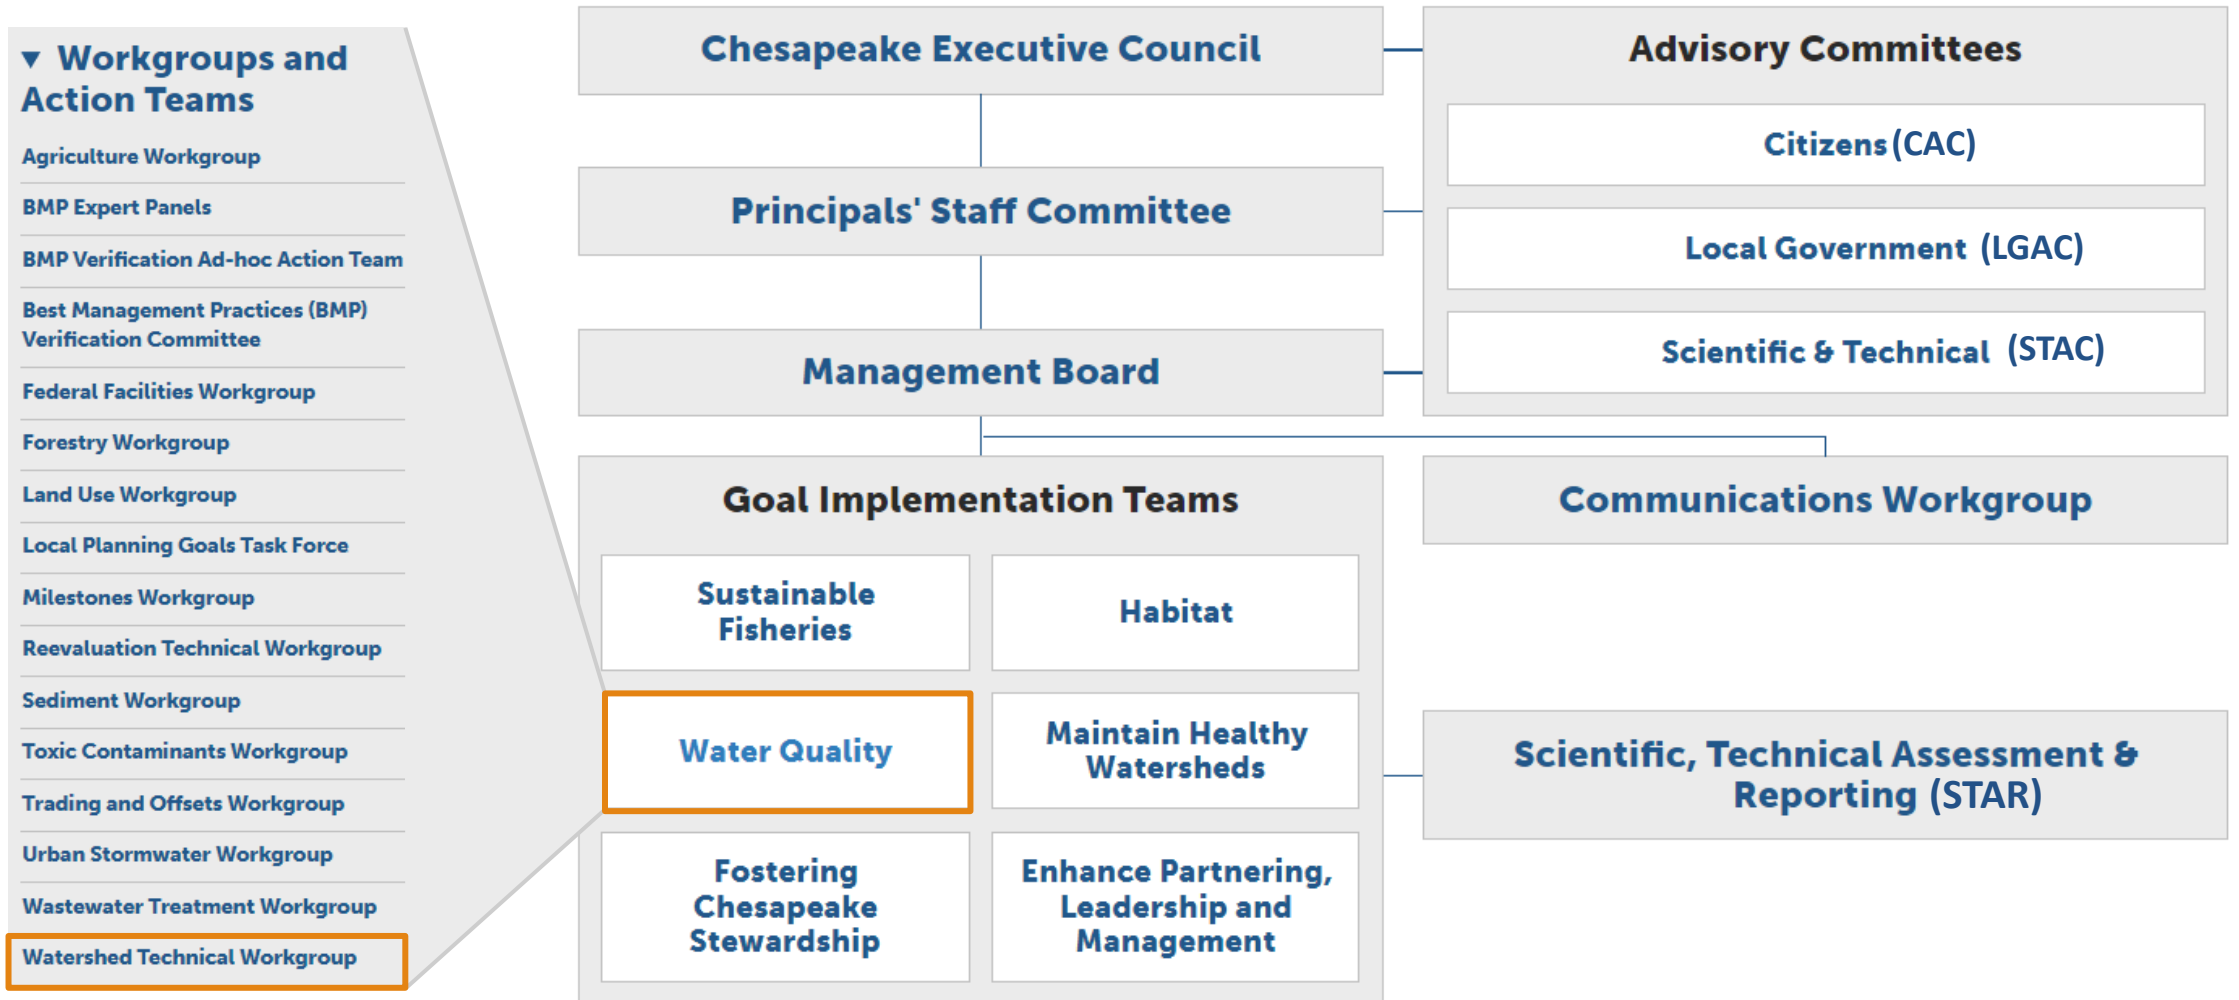 ▼ Workgroups and
Action Teams
Agriculture Workgroup
BMP Expert Panels
BMP Verification Ad-hoc Action Team
Best Management Practices (BMP)
Verification Committee
Federal Facilities Workgroup
Forestry Workgroup
Land Use Workgroup
Local Planning Goals Task Force
Milestones Workgroup
Reevaluation Technical Workgroup
Sediment Workgroup
Toxic Contaminants Workgroup
Trading and Offsets Workgroup
Urban Stormwater Workgroup
Wastewater Treatment Workgroup
Watershed Technical Workgroup
Chesapeake Executive Council
Principals' Staff Committee
Management Board
Advisory Committees
Citizens (CAC)
Local Government (LGAC)
Scientific & Technical (STAC)
Goal Implementation Teams
Sustainable
Fisheries
Habitat
Water Quality
Maintain Healthy
Watersheds
Fostering
Chesapeake
Stewardship
Enhance Partnering,
Leadership and
Management
Communications Workgroup
Scientific, Technical Assessment &
Reporting (STAR)